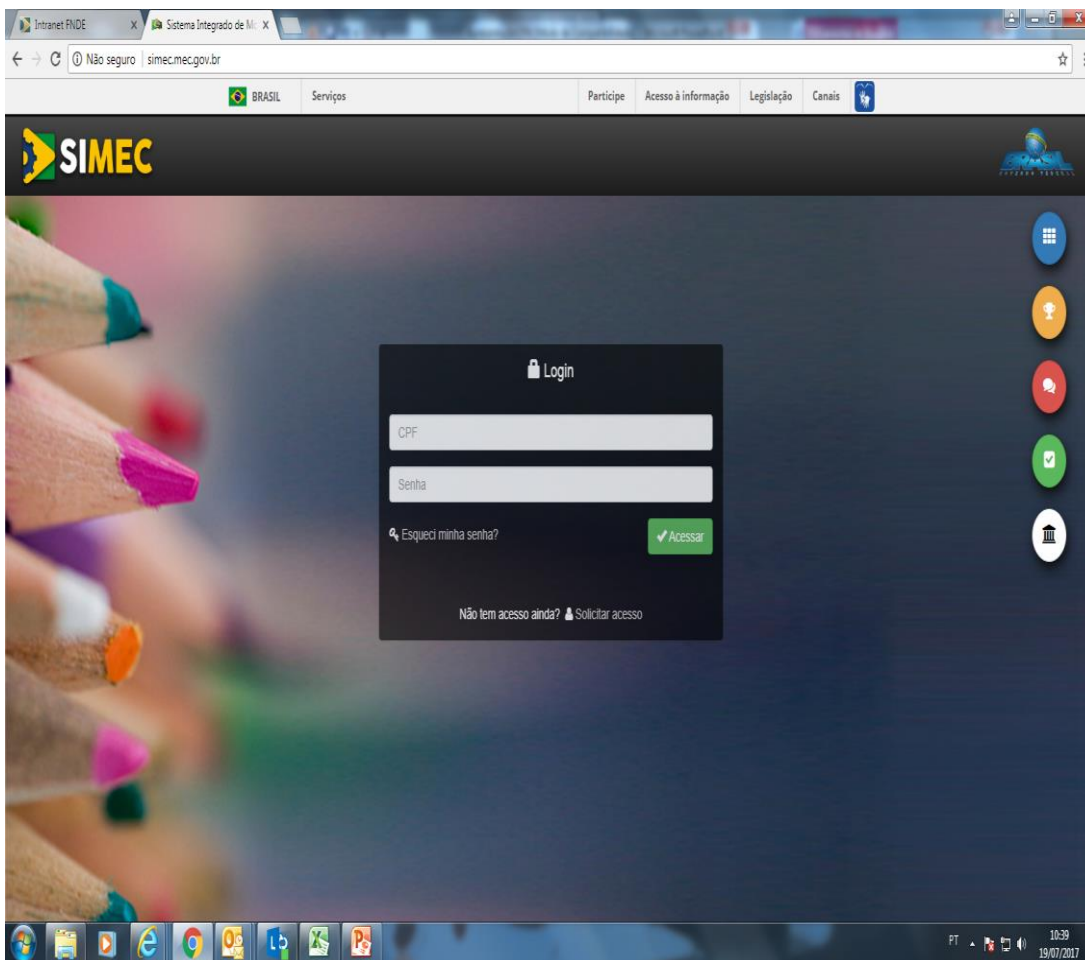 Intranet FNDE
Sistema Integrado de Mo
Não seguro simec.mec.gov.br
BRASIL Serviços Participe Acesso à informação Legislação Canais
SIMEC
BRASIL
Login
CPF
Senha
Esqueci minha senha? Acessar
Não tem acesso ainda? Solicitar acesso
PT
10:39
19/07/2017